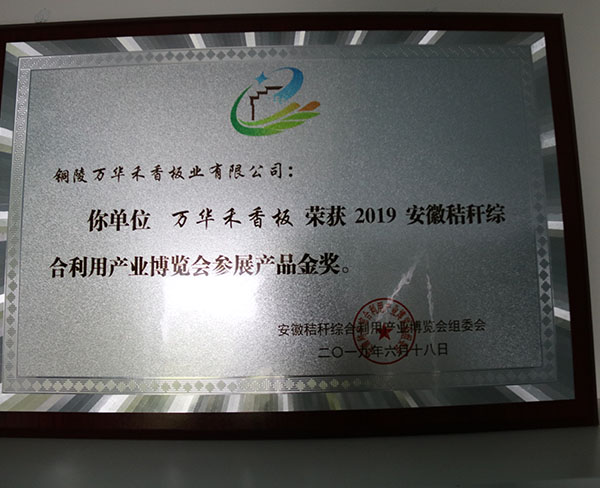 铜陵万华禾香板业有限公司：
你单位 万华禾香板 荣获 2019 安徽秸秆综
合利用产业博览会参展产品金奖。
安徽秸秆综合利用产业博览会组委会
二〇一九年六月十八日